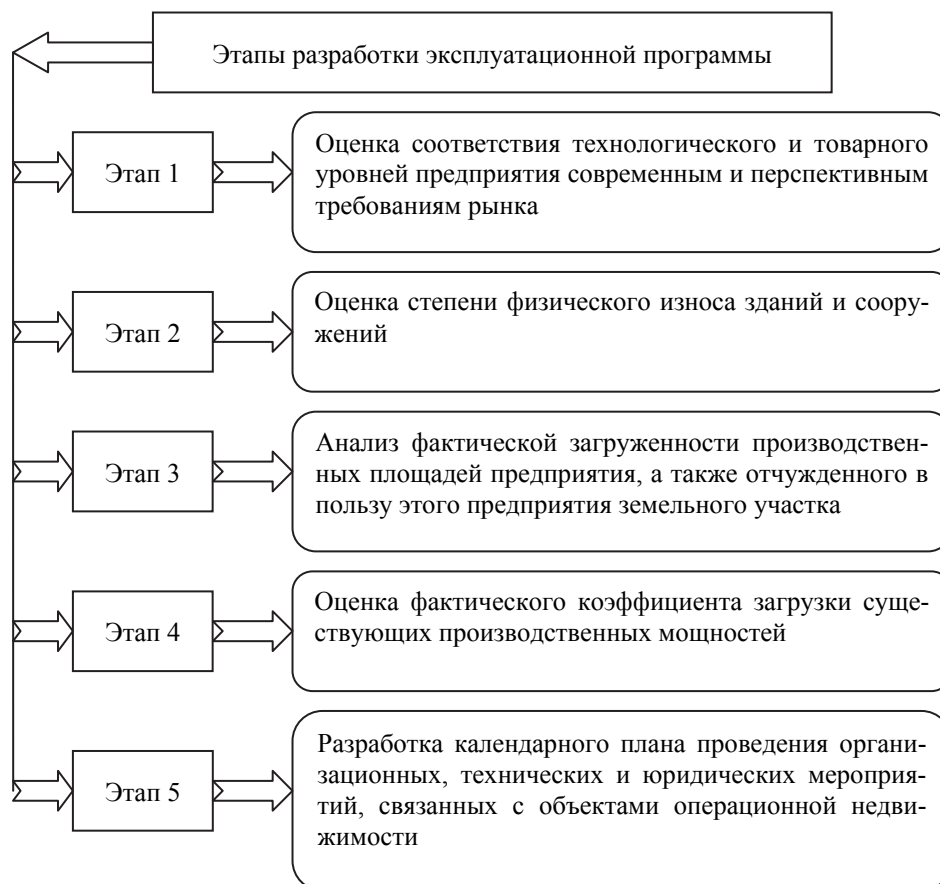 Этапы разработки эксплуатационной программы
Этап 1
Оценка соответствия технологического и товарного
уровней предприятия современным и перспективным
требованиям рынка
Этап 2
Оценка степени физического износа зданий и соору-
жений
Этап 3
Анализ фактической загруженности производствен-
ных площадей предприятия, а также отчужденного в
пользу этого предприятия земельного участка
Этап 4
Оценка фактического коэффициента загрузки суще-
ствующих производственных мощностей
Этап 5
Разработка календарного плана проведения органи-
зационных, технических и юридических мероприя-
тий, связанных с объектами операционной недви-
жимости